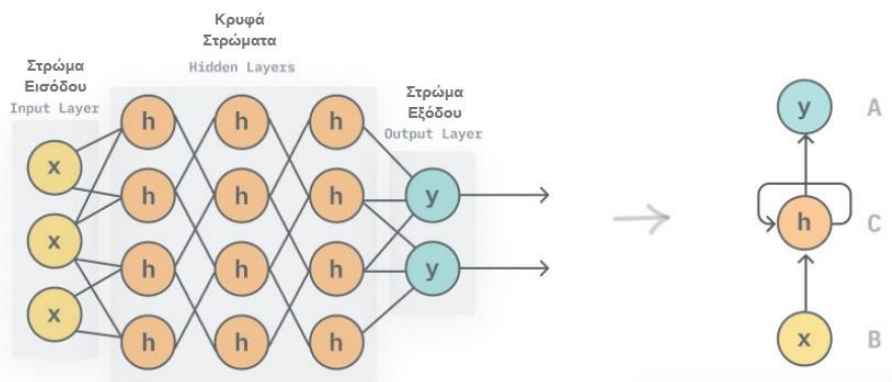 Στρώμα
Εισόδου
Input Layer
Κρυφά
Στρώματα
Hidden Layers
Στρώμα
Εξόδου
Output Layer
x
x
x
h
h
h
h
h
h
h
h
h
h
h
h
y
y
y
A
h
C
x
B